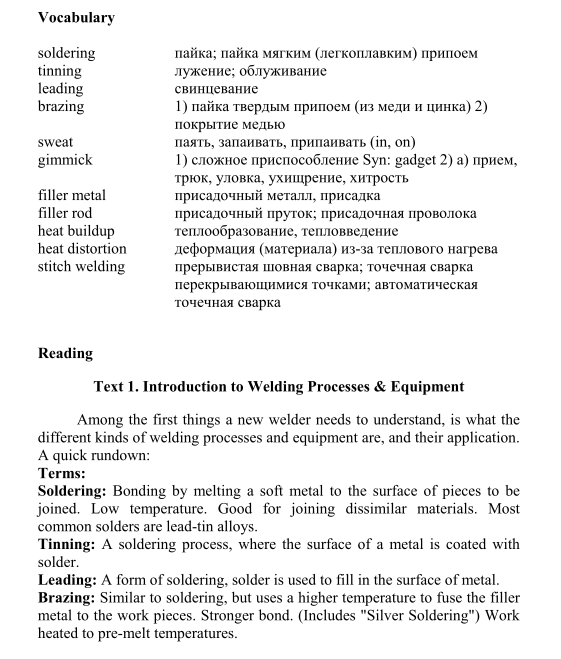 Vocabulary
soldering пайка; пайка мягким (легкоплавким) припоем
tinning лужение; облуживание
leading свинцевание
brazing 1) пайка твердым припоем (из меди и цинка) 2)
покрытие медью
sweat паять, запаивать, припаивать (in, on)
gimmick 1) сложное приспособление Syn: gadget 2) а) прием,
трюк, уловка, ухищрение, хитрость
filler metal присадочный металл, присадка
filler rod присадочный пруток; присадочная проволока
heat buildup теплообразование, тепловведение
heat distortion деформация (материала) из-за теплового нагрева
stitch welding прерывистая шовная сварка; точечная сварка
перекрывающимися точками; автоматическая
точечная сварка
Reading
Text 1. Introduction to Welding Processes & Equipment
Among the first things a new welder needs to understand, is what the
different kinds of welding processes and equipment are, and their application.
A quick rundown:
Terms:
Soldering: Bonding by melting a soft metal to the surface of pieces to be
joined. Low temperature. Good for joining dissimilar materials. Most
common solders are lead-tin alloys.
Tinning: A soldering process, where the surface of a metal is coated with
solder.
Leading: A form of soldering, solder is used to fill in the surface of metal.
Brazing: Similar to soldering, but uses a higher temperature to fuse the filler
metal to the work pieces. Stronger bond. (Includes "Silver Soldering") Work
heated to pre-melt temperatures.